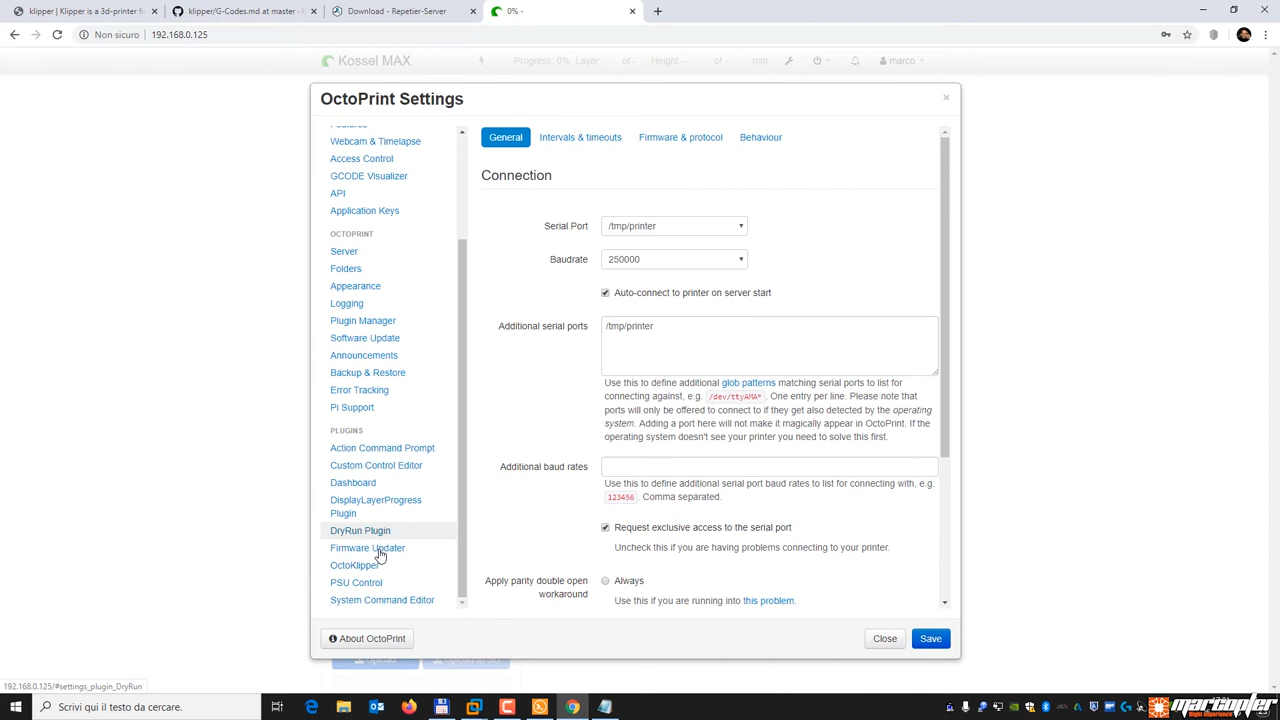 klipper | Klipper is a 3d-printer fi
klipper/G-Codes.md at master · k
Download - Repetier-Server
0% -
Non sicuro | 192.168.0.125
Kossel MAX
Progress: 0% Layer - of - Height: - of - mm
marco
OctoPrint Settings
Features
Webcam & Timelapse
Access Control
GCODE Visualizer
API
Application Keys
OCTOPRINT
Server
Folders
Appearance
Logging
Plugin Manager
Software Update
Announcements
Backup & Restore
Error Tracking
Pi Support
PLUGINS
Action Command Prompt
Custom Control Editor
Dashboard
DisplayLayerProgress
Plugin
DryRun Plugin
Firmware Updater
OctoKlipper
PSU Control
System Command Editor
General Intervals & timeouts Firmware & protocol Behaviour
Connection
Serial Port /tmp/printer
Baudrate 250000
Auto-connect to printer on server start
Additional serial ports /tmp/printer
Use this to define additional glob patterns matching serial ports to list for
connecting against, e.g. /dev/ttyAMA*. One entry per line. Please note that
ports will only be offered to connect to if they get also detected by the operating
system. Adding a port here will not make it magically appear in OctoPrint. If the
operating system doesn't see your printer you need to solve this first.
Additional baud rates
Use this to define additional serial port baud rates to list for connecting with, e.g.
123456. Comma separated.
Request exclusive access to the serial port
Uncheck this if you are having problems connecting to your printer.
Apply parity double open
workaround
Always
Use this if you are running into this problem.
About OctoPrint
Close
Save
Upload
Upload to SD
192.168.0.125/#settings_plugin_DryRun
Scrivi qui il testo da cercare.
marcopter